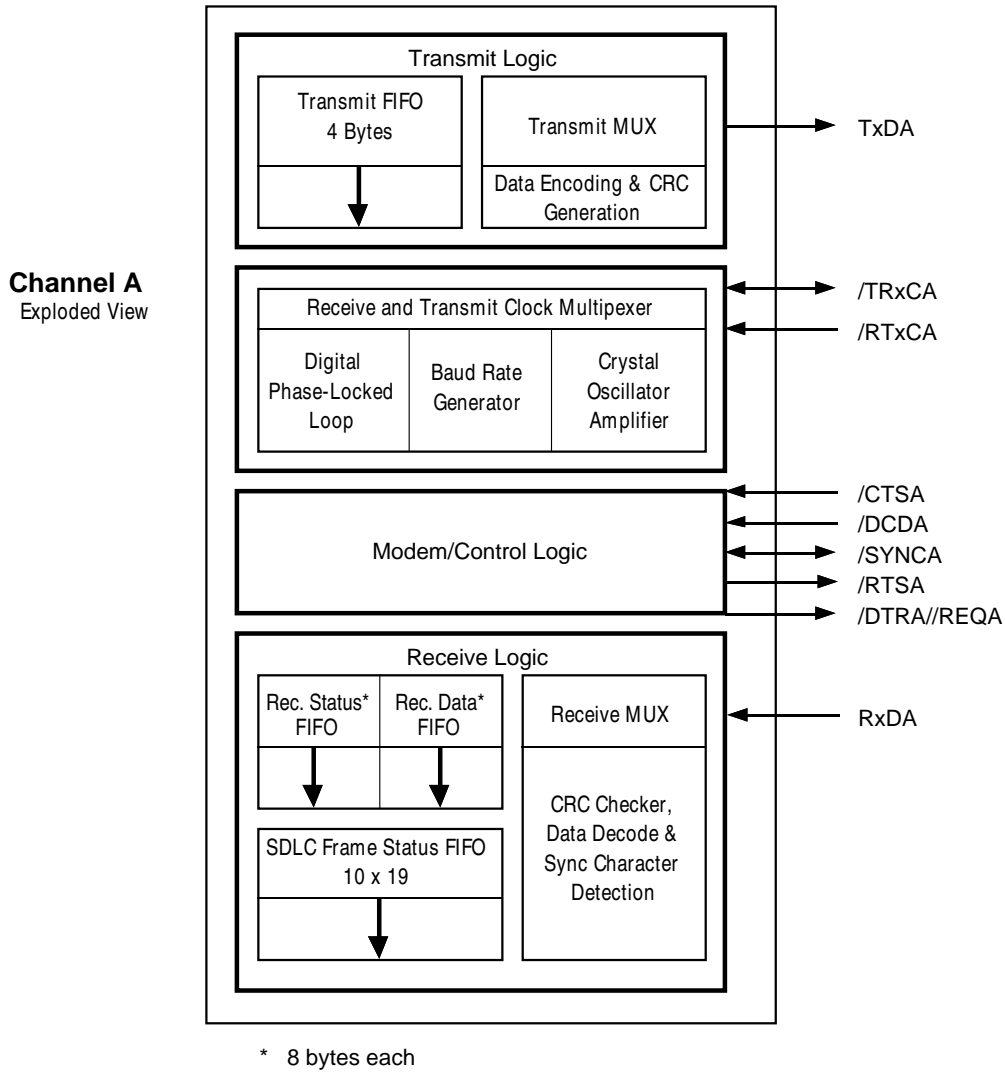 Transmit Logic
Transmit FIFO
4 Bytes
Transmit MUX
Data Encoding & CRC
Generation
TxDA
Channel A
Exploded View
Receive and Transmit Clock Multipexer
Digital
Phase-Locked
Loop
Baud Rate
Generator
Crystal
Oscillator
Amplifier
/TRxCA
/RTxCA
Modem/Control Logic
/CTSA
/DCDA
/SYNCA
/RTSA
/DTRA//REQA
Receive Logic
Rec. Status*
FIFO
Rec. Data*
FIFO
Receive MUX
RxDA
SDLC Frame Status FIFO
10 x 19
CRC Checker,
Data Decode &
Sync Character
Detection
* 8 bytes each